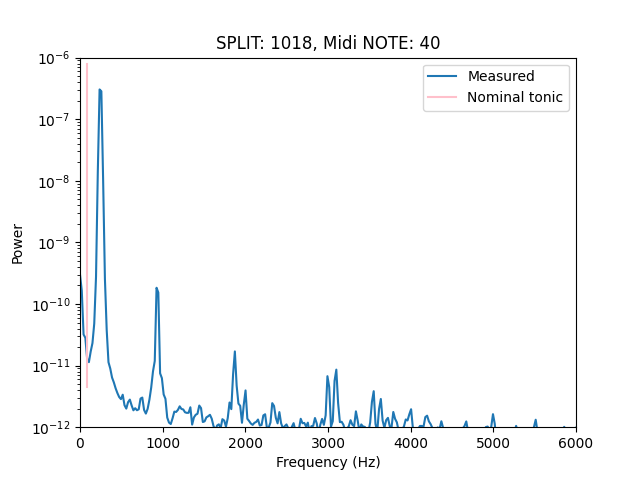 SPLIT: 1018, Midi NOTE: 40
Measured
Nominal tonic
Power
10⁻⁶
10⁻⁷
10⁻⁸
10⁻⁹
10⁻¹⁰
10⁻¹¹
10⁻¹²
0 1000 2000 3000 4000 5000 6000
Frequency (Hz)